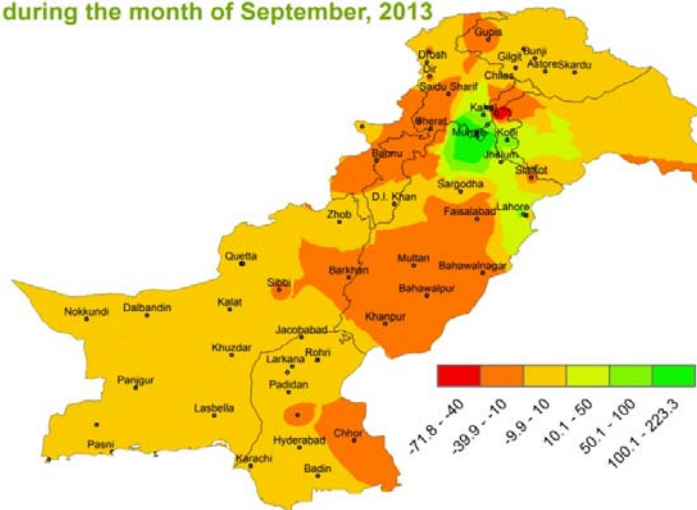 during the month of September, 2013
Gupis
Drosh
Gilgit
Bunji
Dir
Astore
Skardu
Chilas
Saidu Sharif
Kakul
Cherat
Kotli
Bannu
Jhelum
Sialkot
Sargodha
D.I. Khan
Lahore
Faisalabad
Zhob
Quetta
Multan
Barkhan
Bahawalnagar
Sibbi
Bahawalpur
Nokkundi
Dalbandin
Kalat
Khanpur
Jacobabad
Khuzdar
Rohri
Larkana
Panjgur
Padidan
Lasbella
Chhor
Pasni
Hyderabad
Karachi
Badin
-71.8 - -40
-39.9 - -10
-9.9 - 10
10.1 - 50
50.1 - 100
100.1 - 223.3